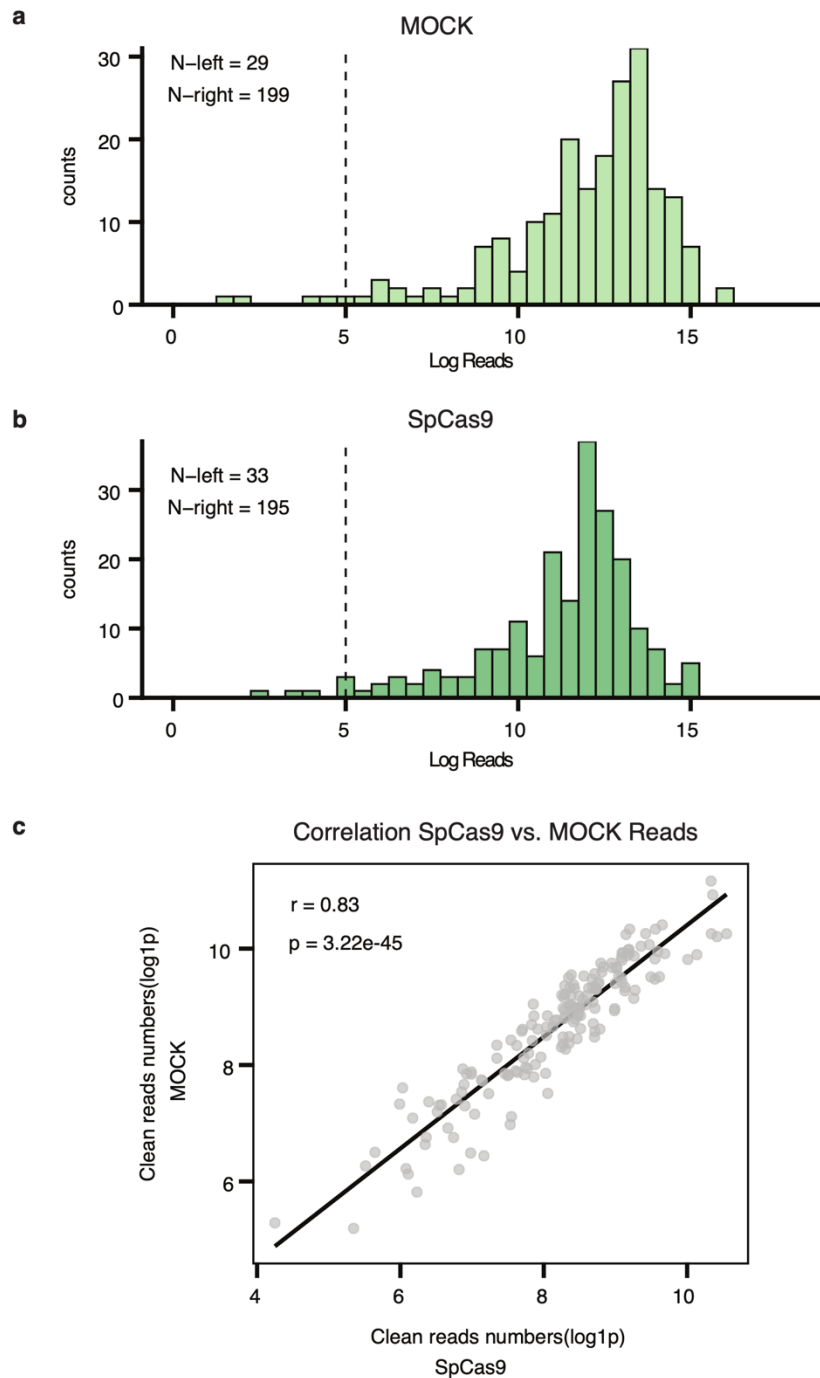 a
MOCK
N-left = 29
N-right = 199
30
20
10
0
counts
0 5 10 15
Log Reads
b
SpCas9
N-left = 33
N-right = 195
30
20
10
0
counts
0 5 10 15
Log Reads
c
Correlation SpCas9 vs. MOCK Reads
r = 0.83
p = 3.22e-45
10
8
6
Clean reads numbers(log1p)
MOCK
4 6 8 10
Clean reads numbers(log1p)
SpCas9